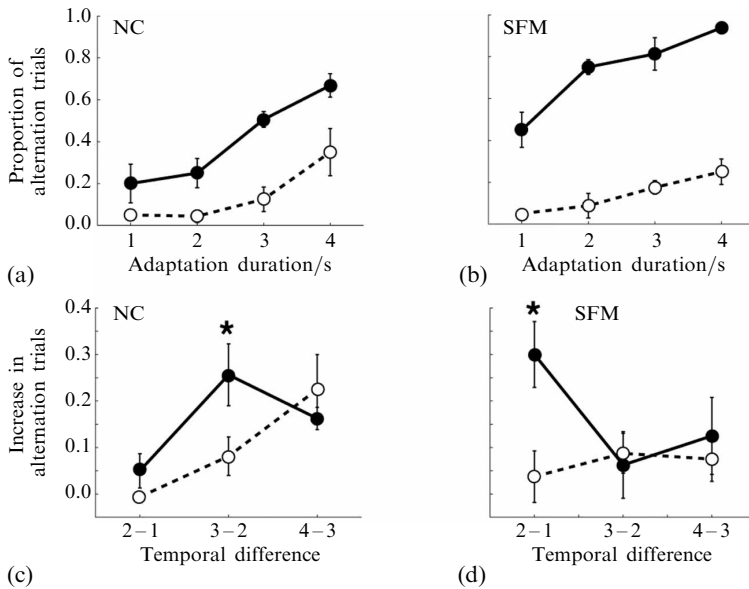 NC
SFM
Proportion of
alternation trials
1.0
0.8
0.6
0.4
0.2
0.0
1 2 3 4
1 2 3 4
Adaptation duration/s
Adaptation duration/s
(a)
(b)
NC
SFM
*
*
Increase in
alternation trials
0.4
0.3
0.2
0.1
0.0
2–1 3–2 4–3
2–1 3–2 4–3
Temporal difference
Temporal difference
(c)
(d)